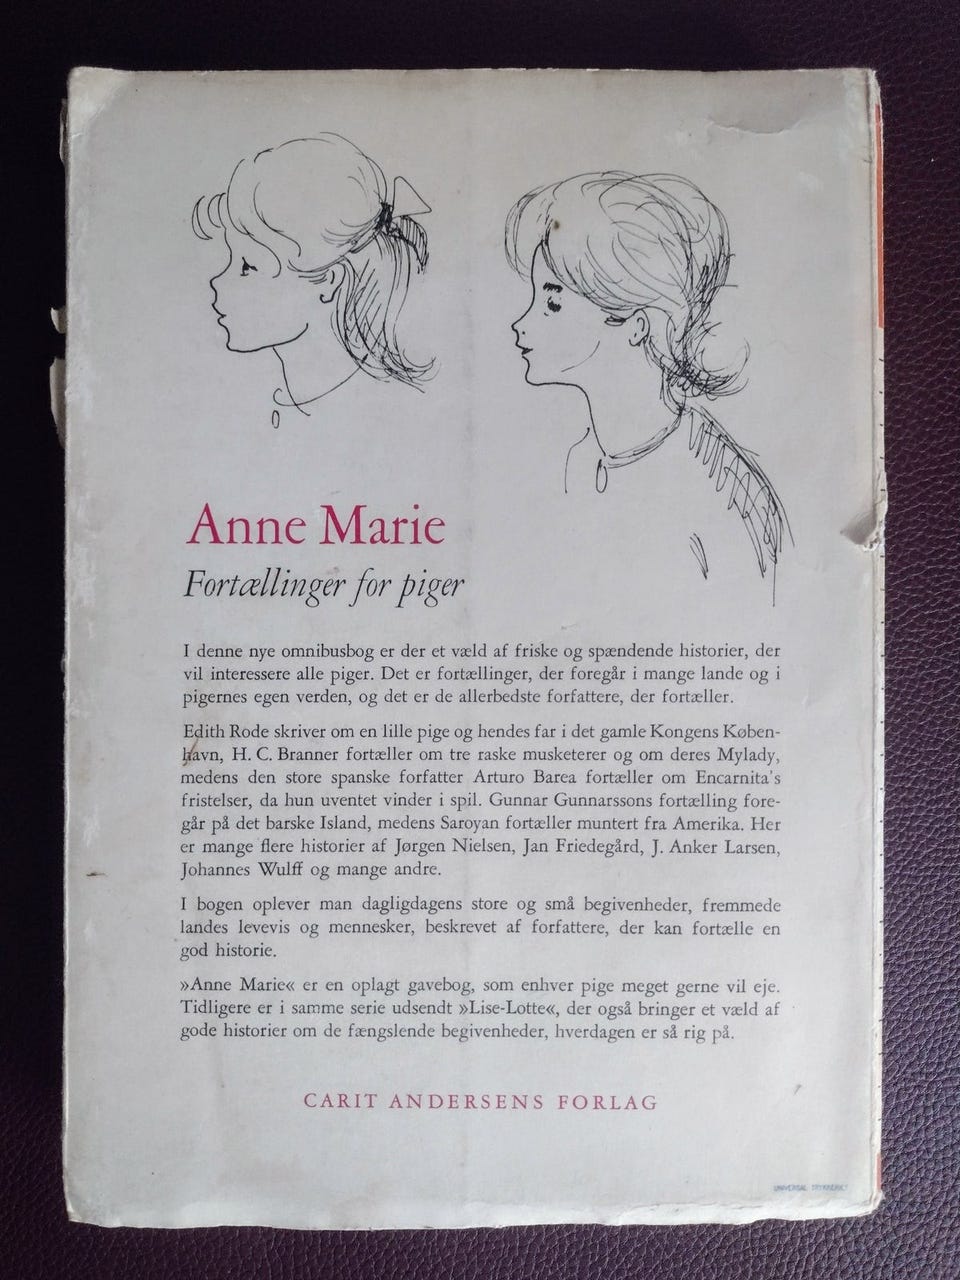 Anne Marie
Fortællinger for piger
I denne nye omnibusbog er der et væld af friske og spændende historier, der
vil interessere alle piger. Det er fortællinger, der foregår i mange lande og i
pigernes egen verden, og det er de allerbedste forfattere, der fortæller.
Edith Rode skriver om en lille pige og hendes far i det gamle Kongens Køben-
havn, H. C. Branner fortæller om tre raske musketerer og om deres Mylady,
medens den store spanske forfatter Arturo Barea fortæller om Encarnita's
fristelser, da hun uventet vinder i spil. Gunnar Gunnarssons fortælling fore-
går på det barske Island, medens Saroyan fortæller muntert fra Amerika. Her
er mange flere historier af Jørgen Nielsen, Jan Friedegård, J. Anker Larsen,
Johannes Wulff og mange andre.
I bogen oplever man dagligdagens store og små begivenheder, fremmede
landes levevis og mennesker, beskrevet af forfattere, der kan fortælle en
god historie.
»Anne Marie« er en oplagt gavebog, som enhver pige meget gerne vil eje.
Tidligere er i samme serie udsendt »Lise-Lotte«, der også bringer et væld af
gode historier om de fængslende begivenheder, hverdagen er så rig på.
CARIT ANDERSENS FORLAG
UNIVERSAL TRYKKERIET